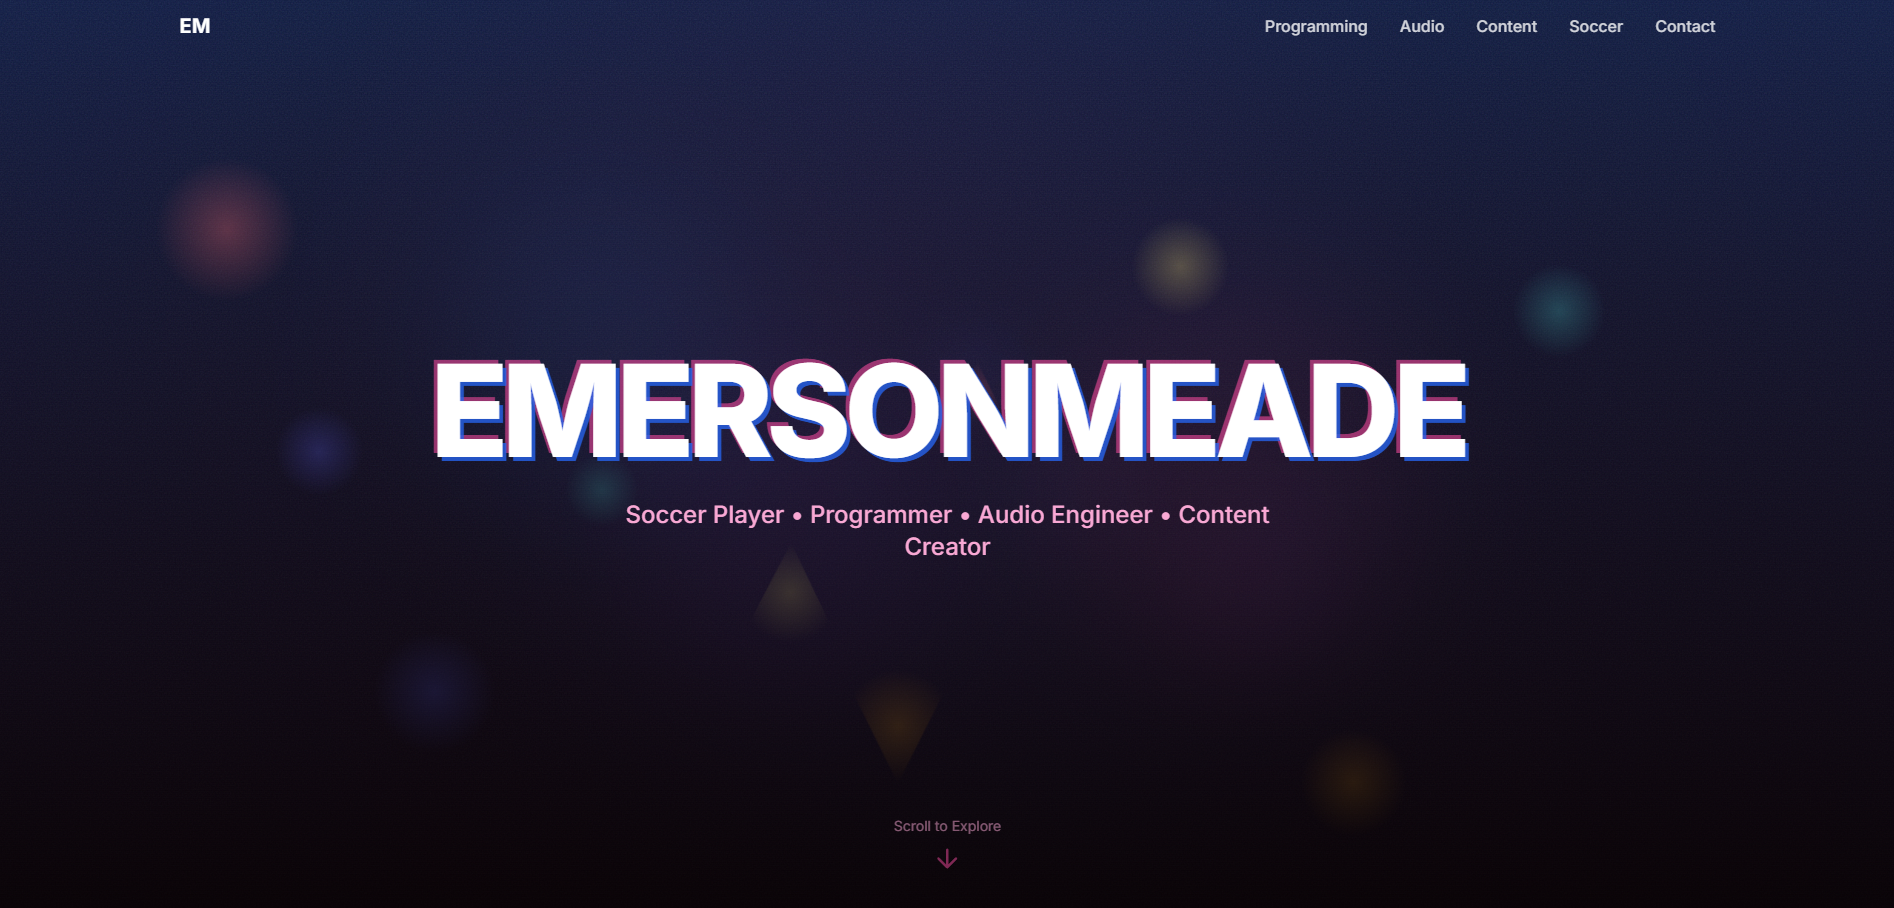 EM
Programming Audio Content Soccer Contact
EMERSONMEADE
Soccer Player • Programmer • Audio Engineer • Content
Creator
Scroll to Explore